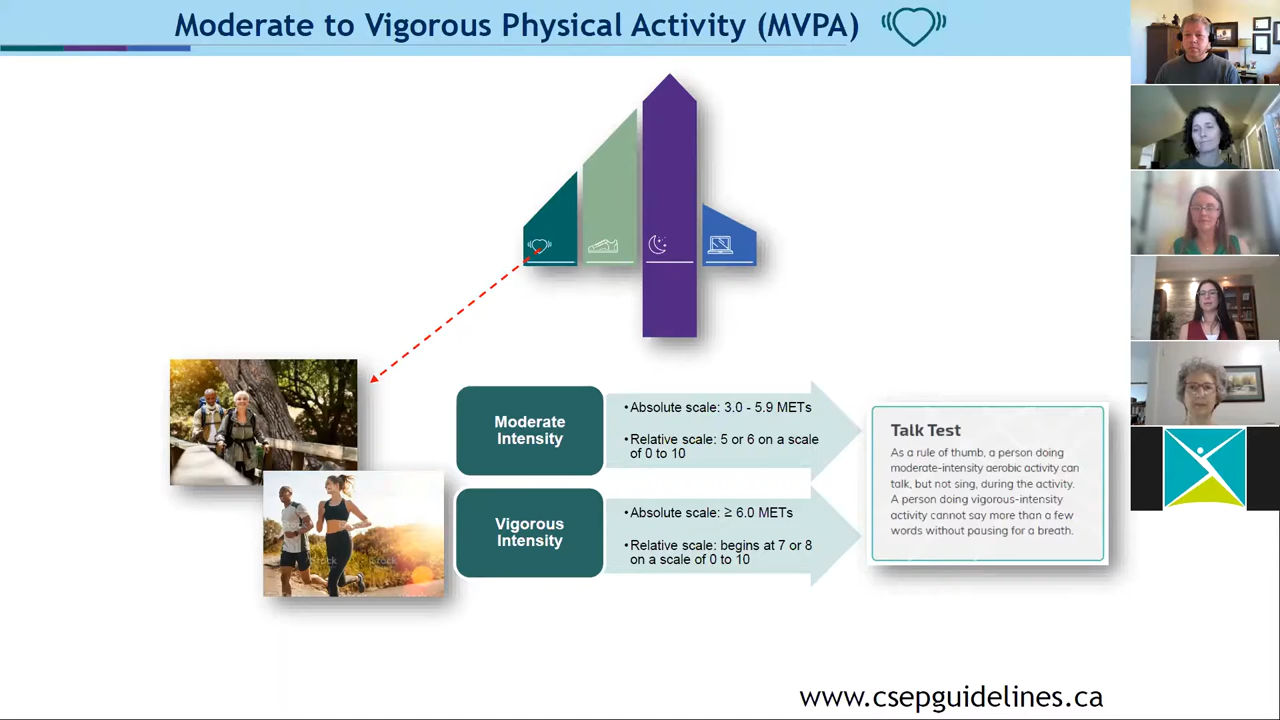 Moderate to Vigorous Physical Activity (MVPA)
Moderate
Intensity
•Absolute scale: 3.0 - 5.9 METs
•Relative scale: 5 or 6 on a scale
of 0 to 10
Vigorous
Intensity
•Absolute scale: ≥ 6.0 METs
•Relative scale: begins at 7 or 8
on a scale of 0 to 10
Talk Test
As a rule of thumb, a person doing
moderate-intensity aerobic activity can
talk, but not sing, during the activity.
A person doing vigorous-intensity
activity cannot say more than a few
words without pausing for a breath.
iStock
iStock
www.csepguidelines.ca